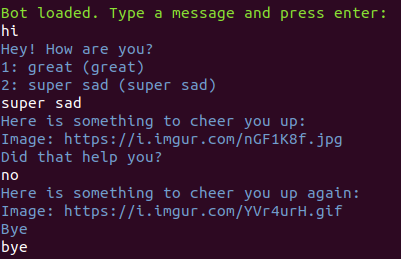 Bot loaded. Type a message and press enter:
hi
Hey! How are you?
1: great (great)
2: super sad (super sad)
super sad
Here is something to cheer you up:
Image: https://i.imgur.com/nGF1K8f.jpg
Did that help you?
no
Here is something to cheer you up again:
Image: https://i.imgur.com/YVr4urH.gif
Bye
bye